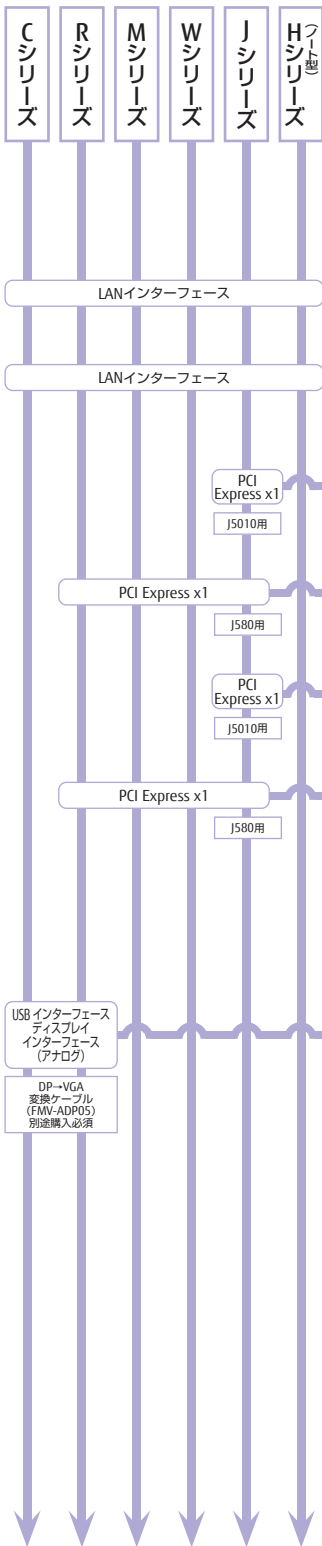 Cシリーズ
Rシリーズ
Mシリーズ
Wシリーズ
Jシリーズ
Hシリーズ
(ノート型)
LANインターフェース
LANインターフェース
PCI
Express x1
J5010用
PCI Express x1
J580用
PCI
Express x1
J5010用
PCI Express x1
J580用
USB インターフェース
ディスプレイ
インターフェース
(アナログ)
DP→VGA
変換ケーブル
(FMV-ADP05)
別途購入必須